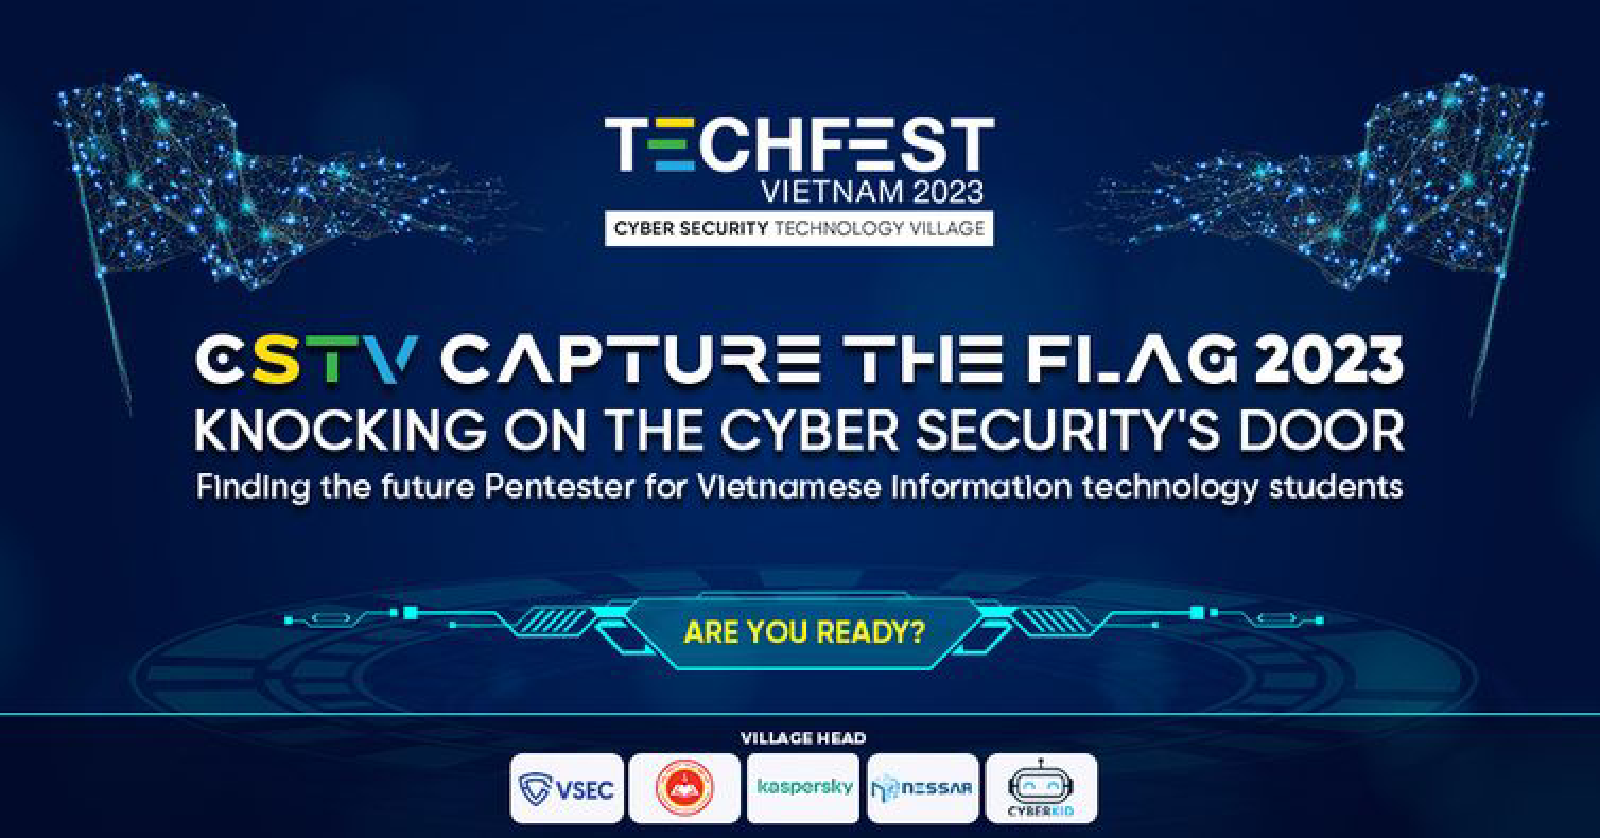 TECHFEST
VIETNAM 2023
CYBER SECURITY TECHNOLOGY VILLAGE
CSTV CAPTURE THE FLAG 2023
KNOCKING ON THE CYBER SECURITY'S DOOR
Finding the future Pentester for Vietnamese Information technology students
ARE YOU READY?
VILLAGE HEAD
VSEC
kaspersky
NESSAR
CYBERKID